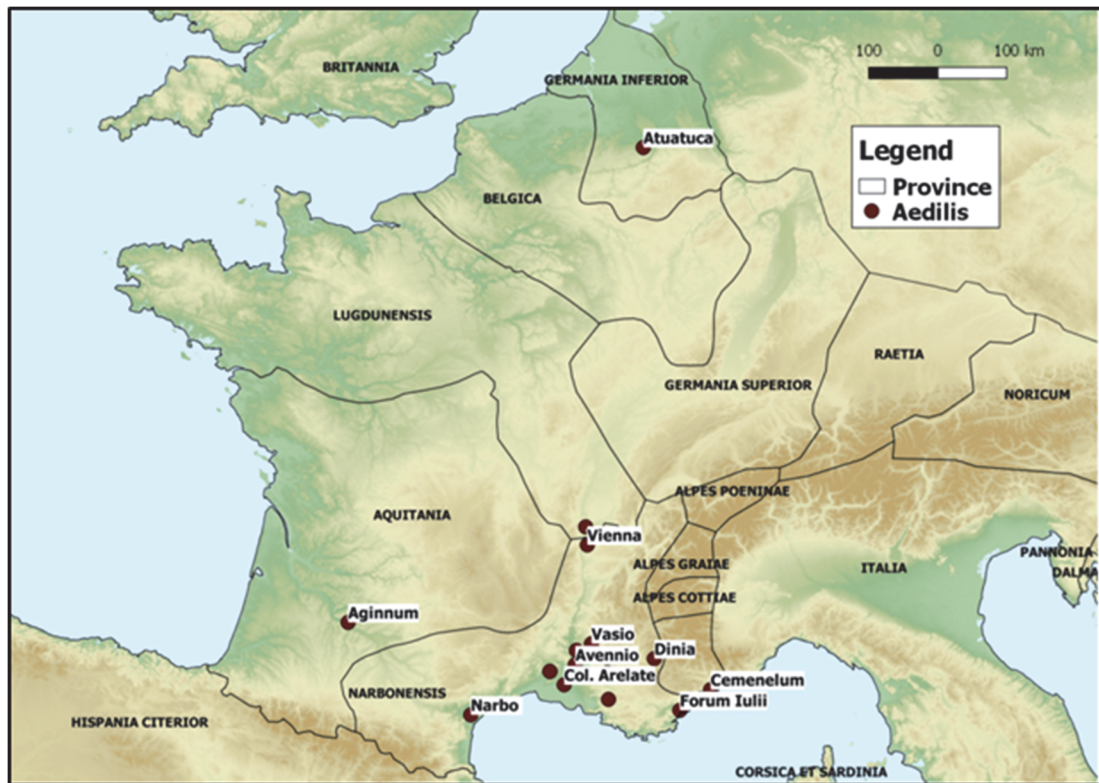 100 0 100 km
BRITANNIA
GERMANIA INFERIOR
Atuatuca
Legend
Province
Aedilis
BELGICA
LUGDUNENSIS
RAETIA
GERMANIA SUPERIOR
NORICUM
ALPES POENINAE
AQUITANIA
Vienna
PANNONIA
ALPES GRAIAE
ITALIA
DALMA
ALPES COTTIAE
Aginnum
Vasio
Avennio
Dinia
Col. Arelate
Cemenelum
NARBONENSIS
Narbo
Forum Iulii
HISPANIA CITERIOR
CORSICA ET SARDINIA